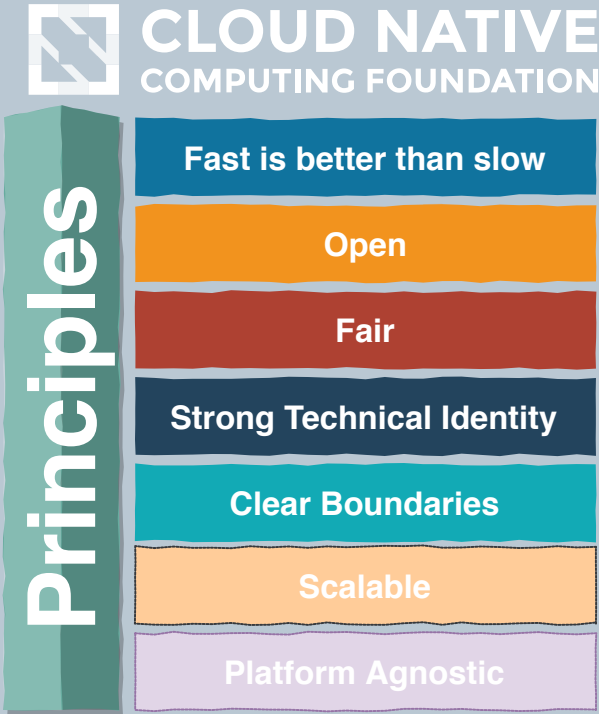 CLOUD NATIVE
COMPUTING FOUNDATION
Principles
Fast is better than slow
Open
Fair
Strong Technical Identity
Clear Boundaries
Scalable
Platform Agnostic